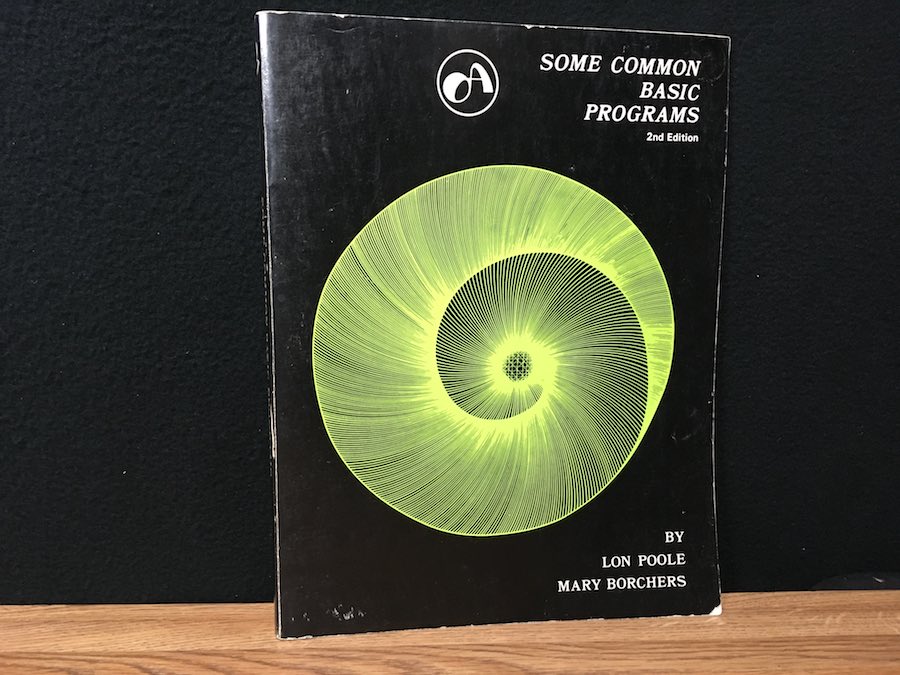 SOME COMMON
BASIC
PROGRAMS
2nd Edition
BY
LON POOLE
MARY BORCHERS